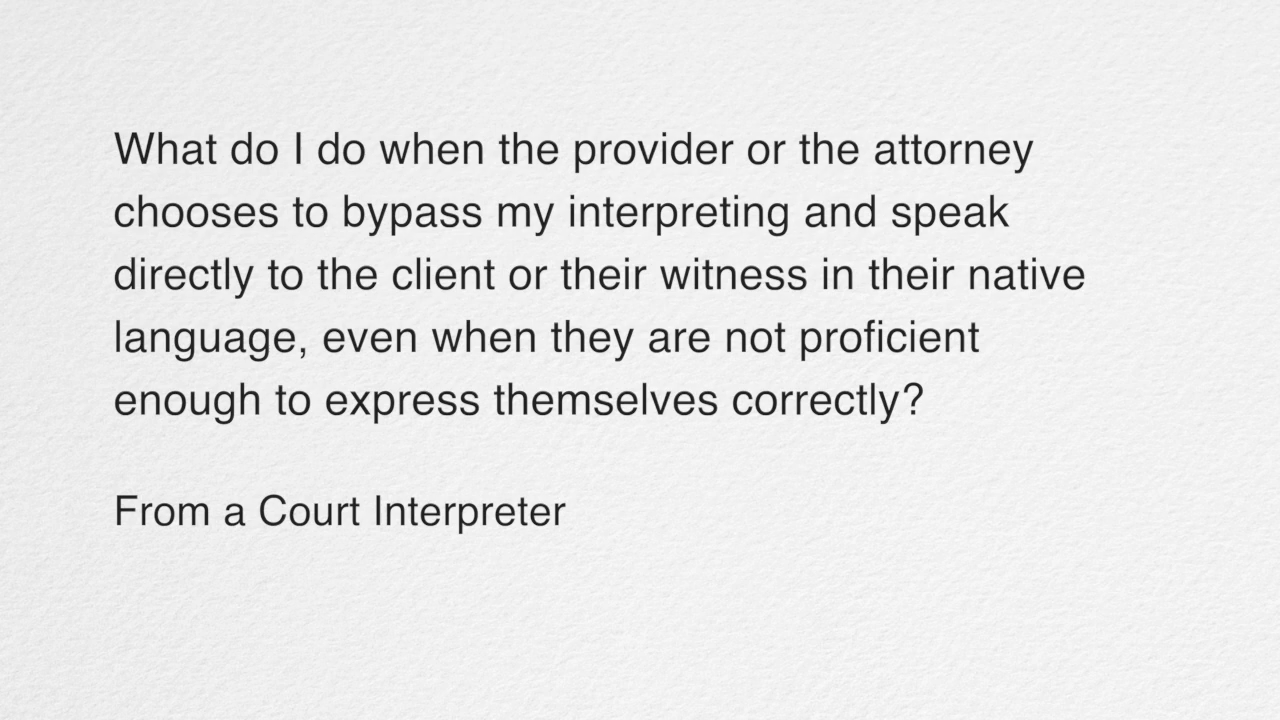 What do I do when the provider or the attorney
chooses to bypass my interpreting and speak
directly to the client or their witness in their native
language, even when they are not proficient
enough to express themselves correctly?
From a Court Interpreter